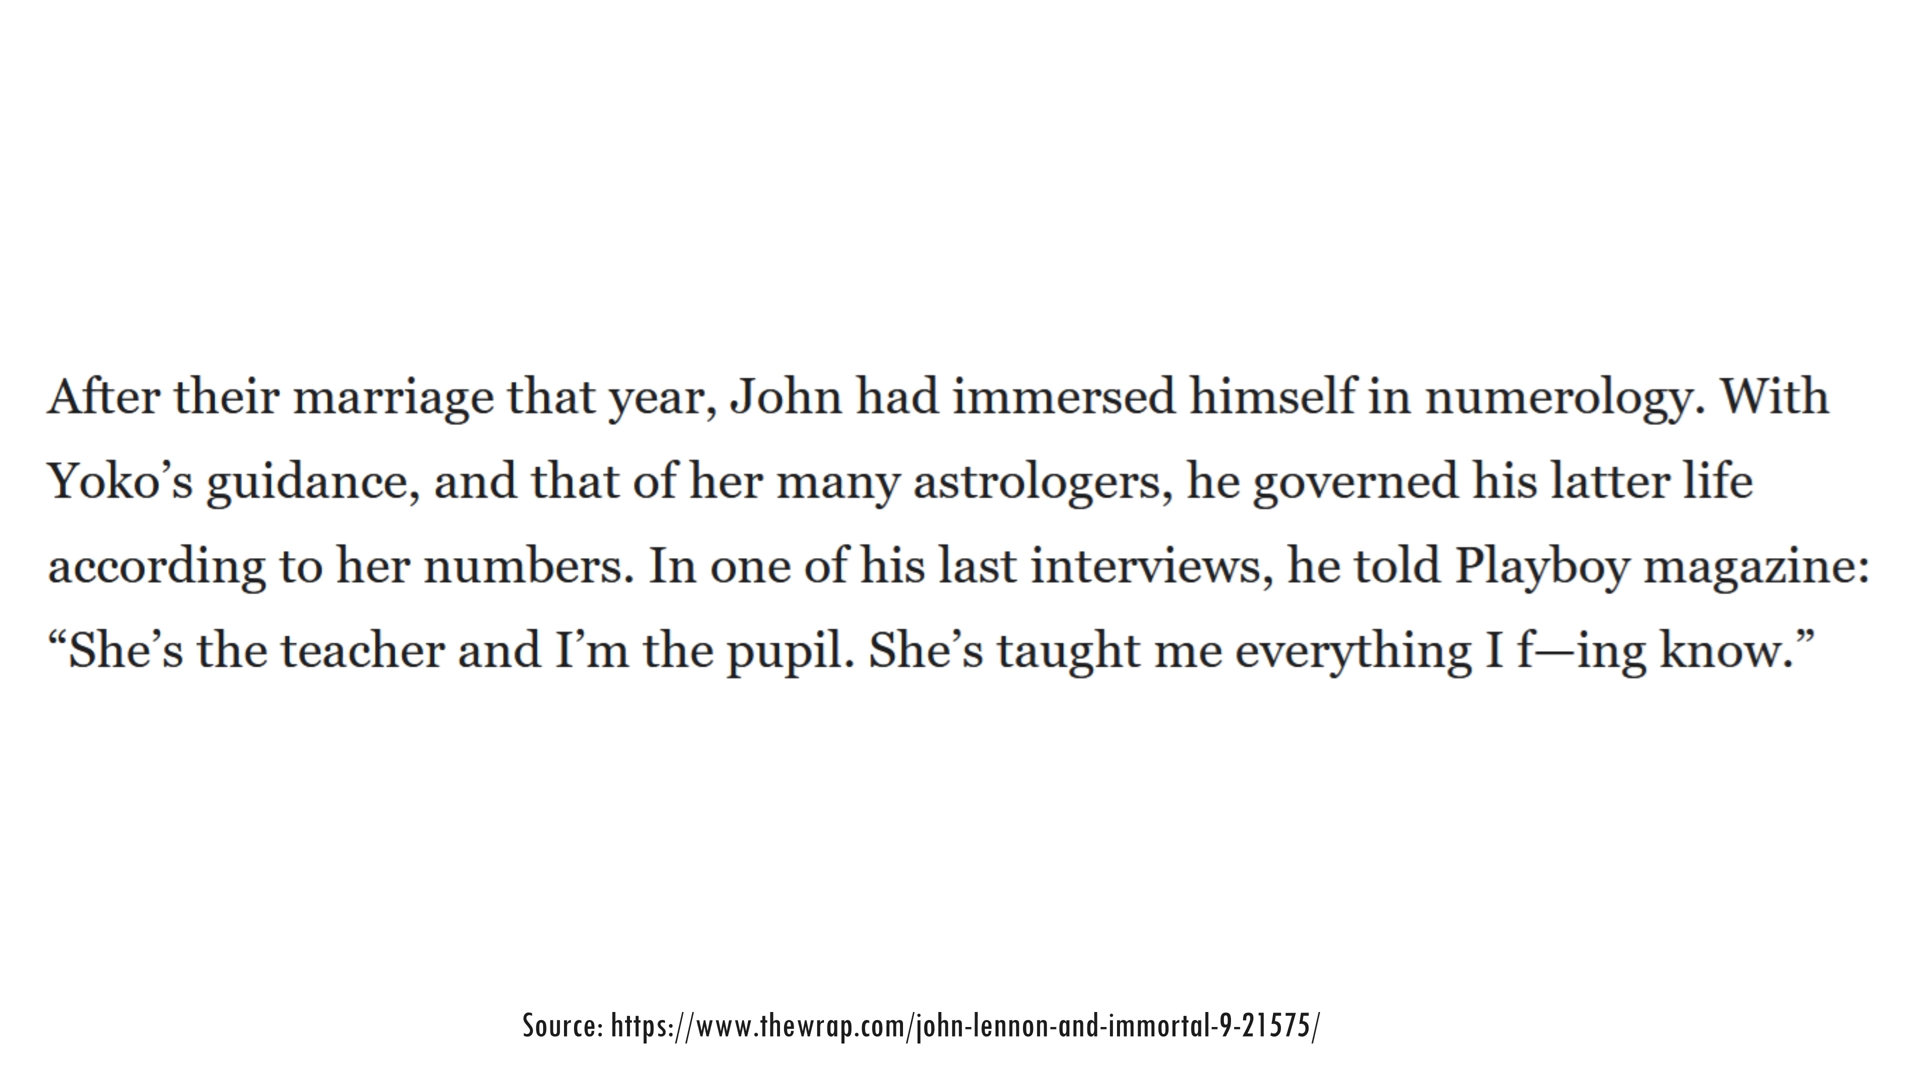 After their marriage that year, John had immersed himself in numerology. With
Yoko’s guidance, and that of her many astrologers, he governed his latter life
according to her numbers. In one of his last interviews, he told Playboy magazine:
“She’s the teacher and I’m the pupil. She’s taught me everything I f—ing know.”
Source: https://www.thewrap.com/john-lennon-and-immortal-9-21575/